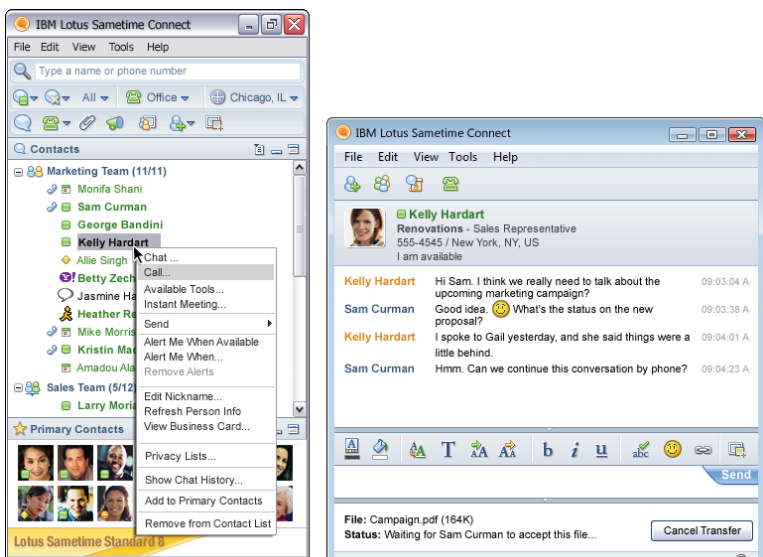 IBM Lotus Sametime Connect
File Edit View Tools Help
Type a name or phone number
All Office Chicago, IL
Contacts
Marketing Team (11/11)
Monifa Shani
Sam Curman
George Bandini
Kelly Hardart
Allie Singh
Betty Zech
Jasmine Ha
Heather Re
Mike Morris
Kristin Mac
Amadou Ala
Sales Team (5/12)
Larry Moria
Chat ...
Call...
Available Tools...
Instant Meeting...
Send
Alert Me When Available
Alert Me When...
Remove Alerts
Edit Nickname...
Refresh Person Info
View Business Card...
Privacy Lists...
Show Chat History...
Add to Primary Contacts
Remove from Contact List
Primary Contacts
Lotus Sametime Standard 8
IBM Lotus Sametime Connect
File Edit View Tools Help
Kelly Hardart
Renovations - Sales Representative
555-4545 / New York, NY, US
I am available
Kelly Hardart Hi Sam. I think we really need to talk about the 09:03:04 A
upcoming marketing campaign?
Sam Curman Good idea. What's the status on the new 09:03:38 A
proposal?
Kelly Hardart I spoke to Gail yesterday, and she said things were a 09:04:01 A
little behind.
Sam Curman Hmm. Can we continue this conversation by phone? 09:04:23 A
A A A T A A A A b i u abc
Send
File: Campaign.pdf (164K)
Status: Waiting for Sam Curman to accept this file... Cancel Transfer